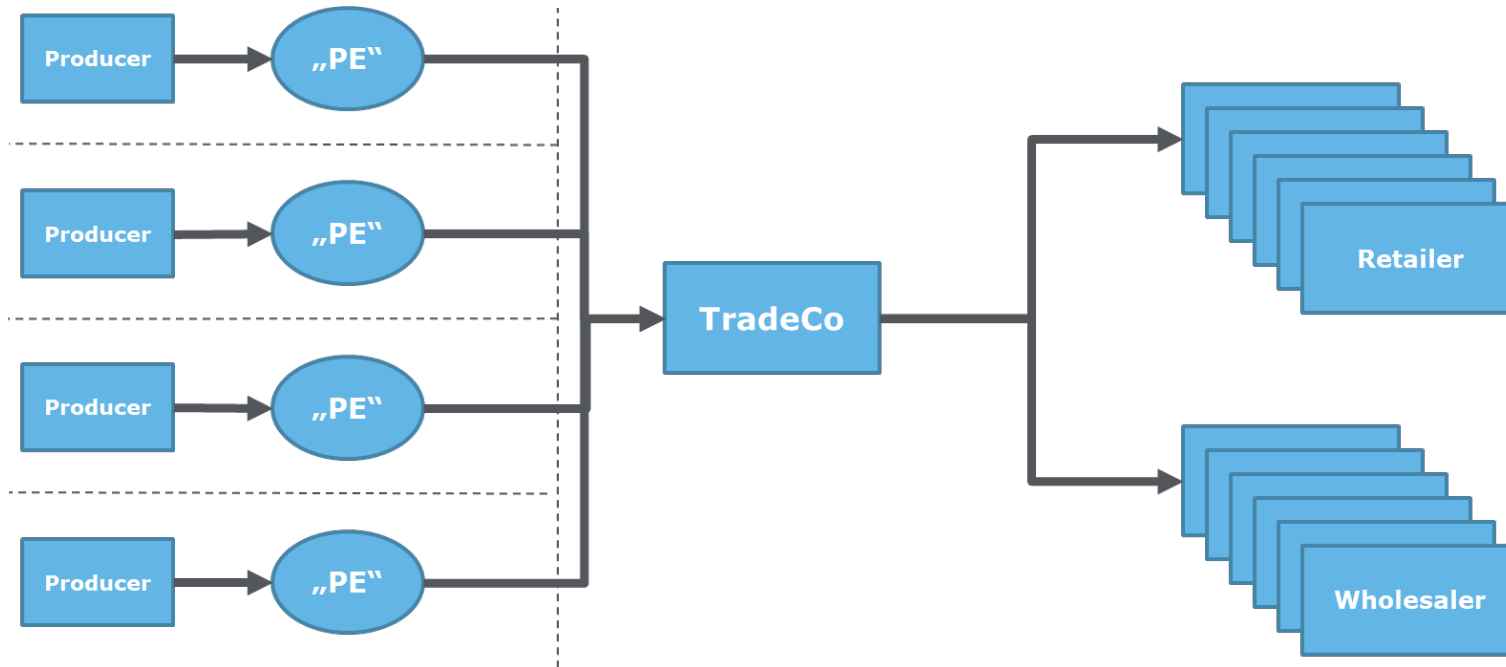 Producer
„PE‟
Producer
„PE‟
Producer
„PE‟
Producer
„PE‟
TradeCo
Retailer
Wholesaler